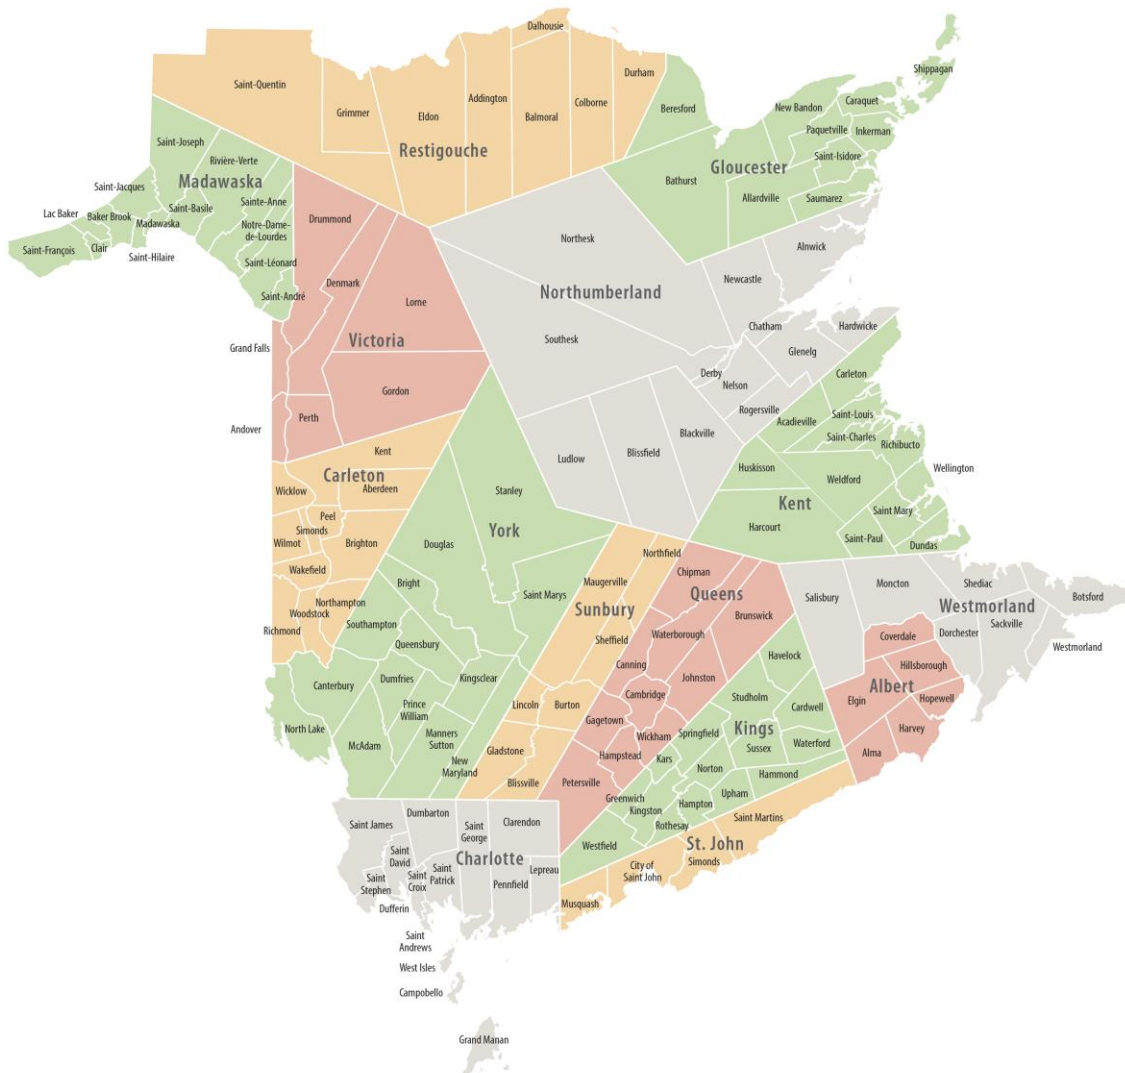 Dalhousie
Saint-Quentin
Grimmer
Eldon
Addington
Balmoral
Colborne
Durham
Restigouche
Beresford
New Bandon
Caraquet
Shippagan
Paquetville
Inkerman
Saint-Isidore
Gloucester
Bathurst
Allardville
Saumarez
Saint-Joseph
Rivière-Verte
Saint-Jacques
Madawaska
Lac Baker
Baker Brook
Madawaska
Saint-Basile
Sainte-Anne
Notre-Dame-
de-Lourdes
Saint-François
Clair
Saint-Hilaire
Saint-Léonard
Saint-André
Drummond
Denmark
Lorne
Grand Falls
Victoria
Gordon
Andover
Perth
Northesk
Alnwick
Newcastle
Northumberland
Southesk
Chatham
Hardwicke
Glenelg
Derby
Nelson
Rogersville
Blackville
Blissfield
Ludlow
Carleton
Acadieville
Saint-Louis
Saint-Charles
Richibucto
Huskisson
Weldford
Wellington
Kent
Harcourt
Saint Mary
Saint-Paul
Dundas
Kent
Carleton
Wicklow
Aberdeen
Peel
Simonds
Wilmot
Brighton
Wakefield
Northampton
Woodstock
Richmond
Stanley
York
Douglas
Bright
Saint Marys
Southampton
Queensbury
Canterbury
Dumfries
Kingsclear
Prince
William
North Lake
McAdam
Manners
Sutton
New
Maryland
Northfield
Maugerville
Sunbury
Sheffield
Lincoln
Burton
Gladstone
Blissville
Chipman
Queens
Brunswick
Waterborough
Canning
Johnston
Cambridge
Gagetown
Wickham
Hampstead
Petersville
Havelock
Studholm
Cardwell
Springfield
Kings
Sussex
Waterford
Kars
Norton
Hammond
Greenwich
Kingston
Hampton
Upham
Rothesay
Westfield
Salisbury
Moncton
Shediac
Botsford
Westmorland
Sackville
Dorchester
Westmorland
Coverdale
Hillsborough
Albert
Elgin
Hopewell
Harvey
Alma
Saint Martins
St. John
Simonds
City of
Saint John
Musquash
Saint James
Dumbarton
Saint
George
Clarendon
Saint
David
Charlotte
Saint
Stephen
Saint
Croix
Saint
Patrick
Pennfield
Lepreau
Dufferin
Saint
Andrews
West Isles
Campobello
Grand Manan